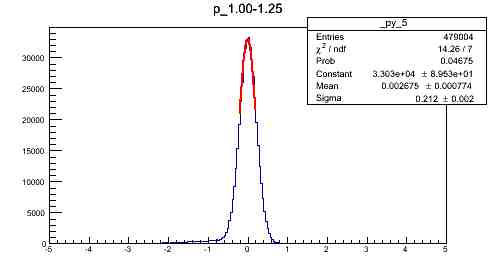 p_1.00-1.25
_py_5
Entries 479004
χ² / ndf 14.26 / 7
Prob 0.04675
Constant 3.303e+04 ± 8.953e+01
Mean 0.002675 ± 0.000774
Sigma 0.212 ± 0.002
30000
25000
20000
15000
10000
5000
0
-5 -4 -3 -2 -1 0 1 2 3 4 5